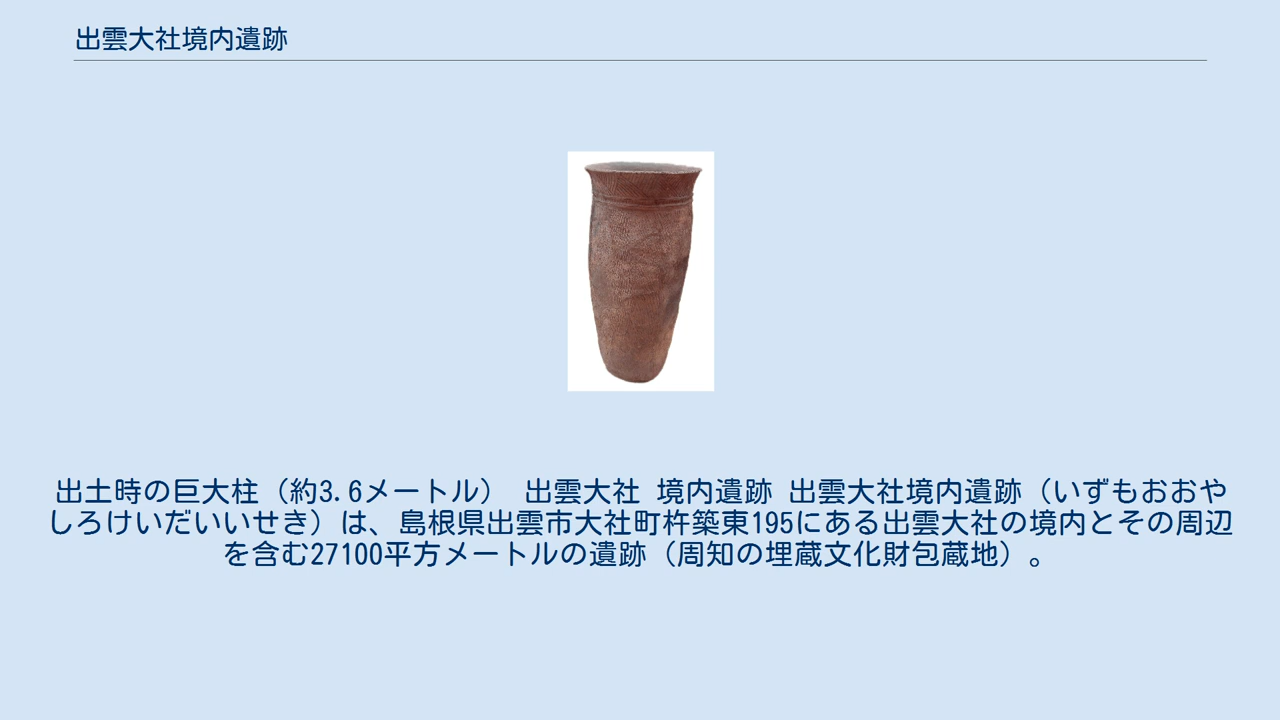 出雲大社境内遺跡
出土時の巨大柱（約3.6メートル） 出雲大社 境内遺跡 出雲大社境内遺跡（いずもおおや
しろけいだいいせき）は、島根県出雲市大社町杵築東195にある出雲大社の境内とその周辺
を含む27100平方メートルの遺跡（周知の埋蔵文化財包蔵地）。